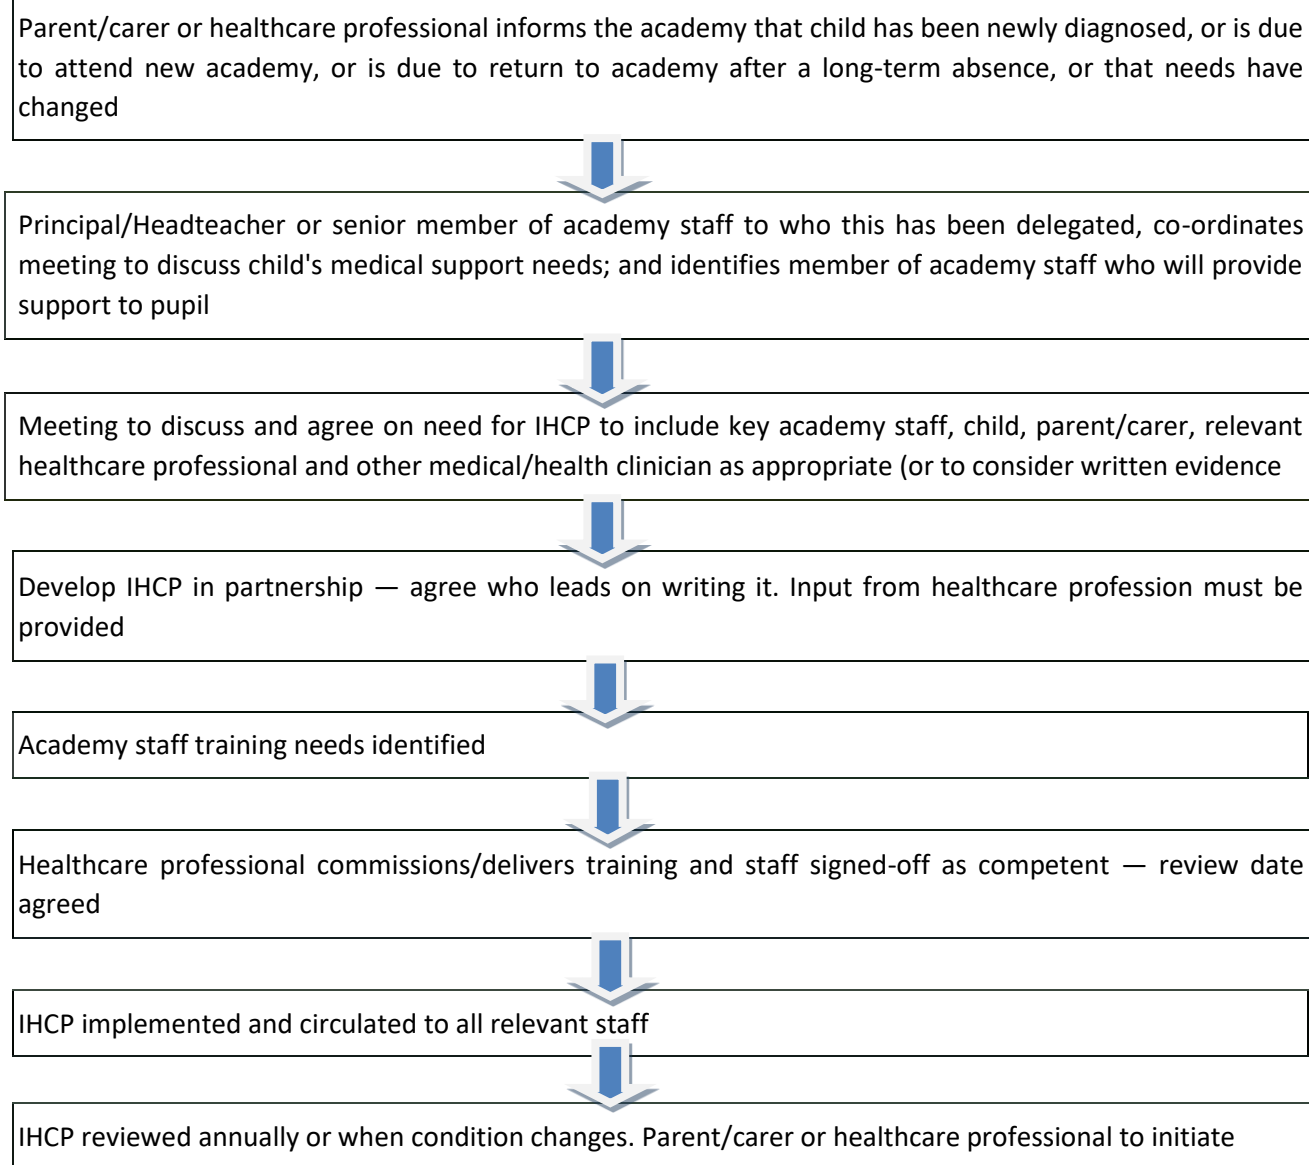 Parent/carer or healthcare professional informs the academy that child has been newly diagnosed, or is due
to attend new academy, or is due to return to academy after a long-term absence, or that needs have
changed
Principal/Headteacher or senior member of academy staff to who this has been delegated, co-ordinates
meeting to discuss child's medical support needs; and identifies member of academy staff who will provide
support to pupil
Meeting to discuss and agree on need for IHCP to include key academy staff, child, parent/carer, relevant
healthcare professional and other medical/health clinician as appropriate (or to consider written evidence
Develop IHCP in partnership — agree who leads on writing it. Input from healthcare profession must be
provided
Academy staff training needs identified
Healthcare professional commissions/delivers training and staff signed-off as competent — review date
agreed
IHCP implemented and circulated to all relevant staff
IHCP reviewed annually or when condition changes. Parent/carer or healthcare professional to initiate